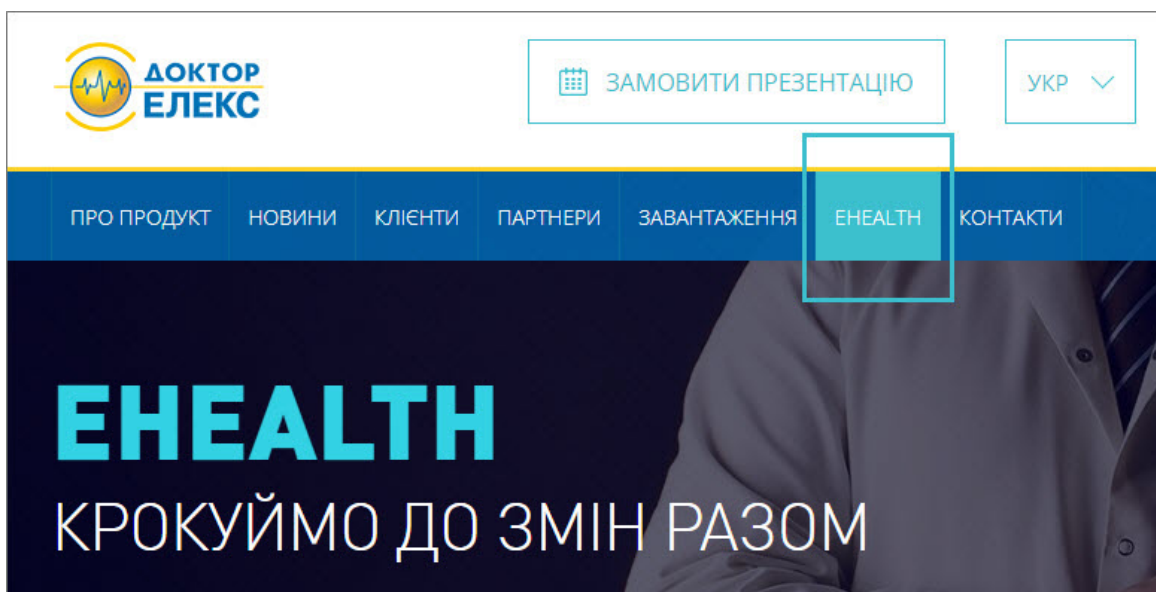 ДОКТОР
ЕЛЕКС
ЗАМОВИТИ ПРЕЗЕНТАЦІЮ
УКР
ПРО ПРОДУКТ НОВИНИ КЛІЄНТИ ПАРТНЕРИ ЗАВАНТАЖЕННЯ EHEALTH КОНТАКТИ
EHEALTH
КРОКУЙМО ДО ЗМІН РАЗОМ